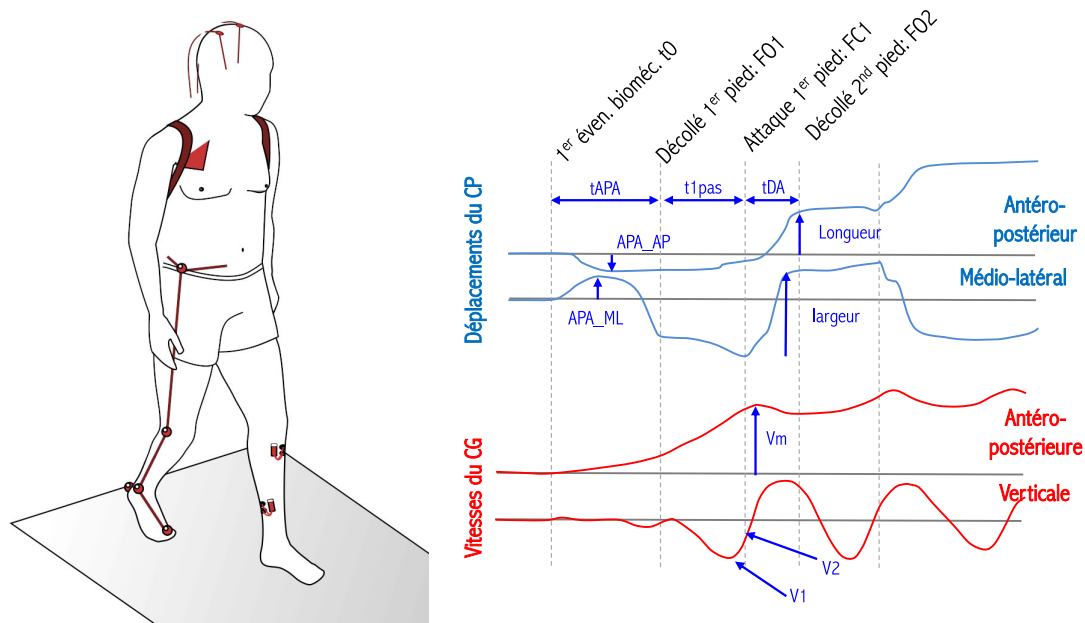 1er éven. bioméc. t0
Décollé 1er pied: FO1
Attaque 1er pied: FC1
Décollé 2nd pied: FO2
Déplacements du CP
tAPA
t1pas
tDA
APA_AP
Longueur
Antéro-
postérieur
APA_ML
largeur
Médio-latéral
Vitesses du CG
Vm
Antéro-
postérieure
Verticale
V2
V1